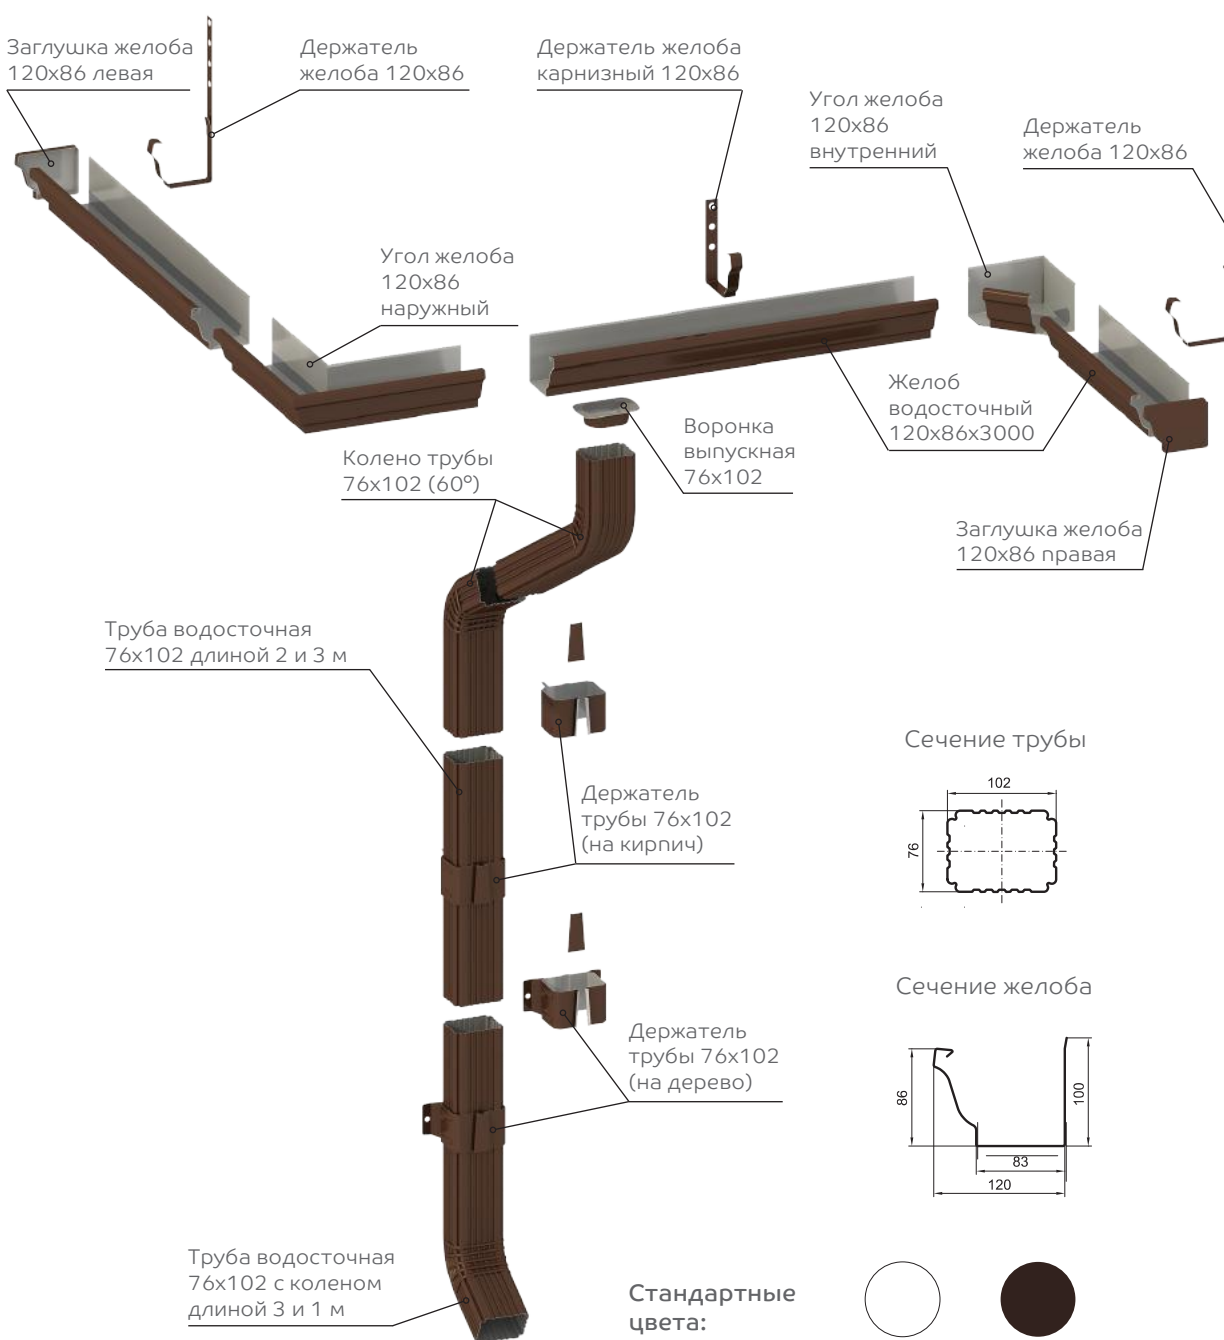 Заглушка желоба
120х86 левая
Держатель
желоба 120х86
Держатель желоба
карнизный 120х86
Угол желоба
120х86
внутренний
Держатель
желоба 120х86
Угол желоба
120х86
наружный
Желоб
водосточный
120х86х3000
Воронка
выпускная
76х102
Колено трубы
76х102 (60°)
Заглушка желоба
120х86 правая
Труба водосточная
76х102 длиной 2 и 3 м
Держатель
трубы 76х102
(на кирпич)
Сечение трубы
102
76
Сечение желоба
86
100
83
120
Держатель
трубы 76х102
(на дерево)
Труба водосточная
76х102 с коленом
длиной 3 и 1 м
Стандартные
цвета: